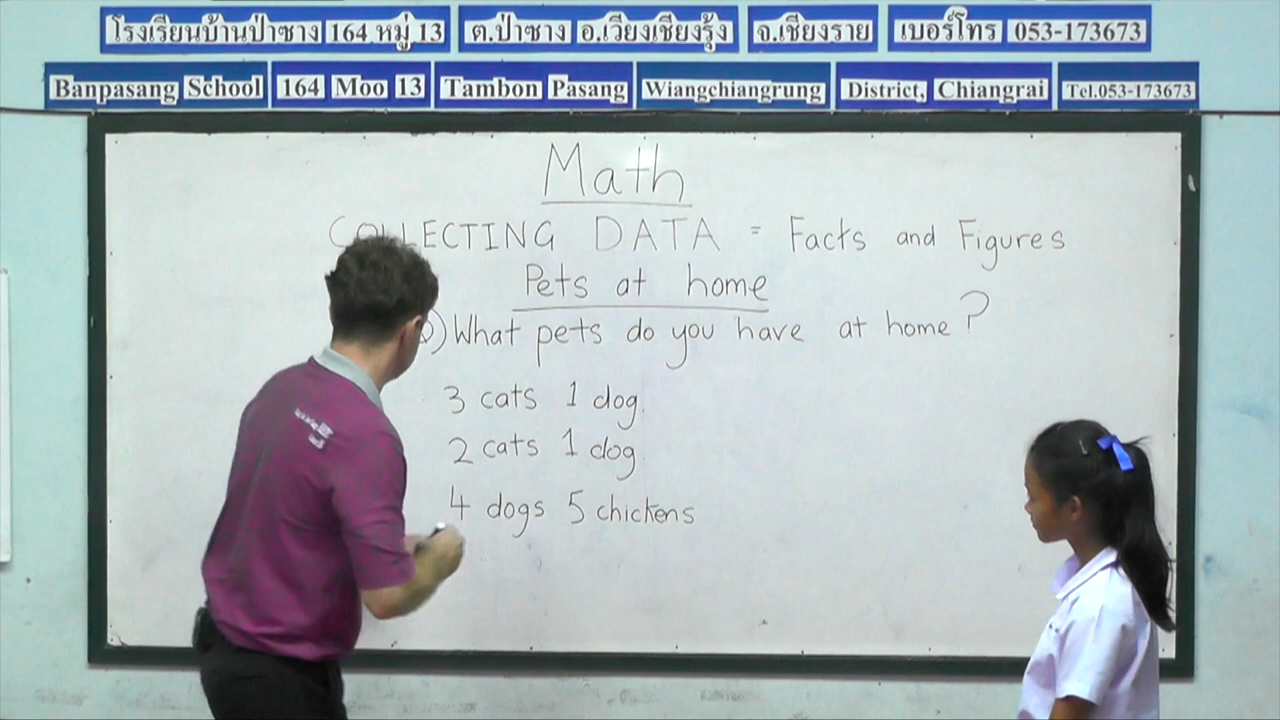 โรงเรียนบ้านป่าซาง 164 หมู่ 13 ต.ป่าซาง อ.เวียงเชียงรุ้ง จ.เชียงราย เบอร์โทร 053-173673
Banpasang School 164 Moo 13 Tambon Pasang Wiangchiangrung District, Chiangrai Tel.053-173673
Math
COLLECTING DATA = Facts and Figures
Pets at home
Q) What pets do you have at home?
3 cats 1 dog
2 cats 1 dog
4 dogs 5 chickens